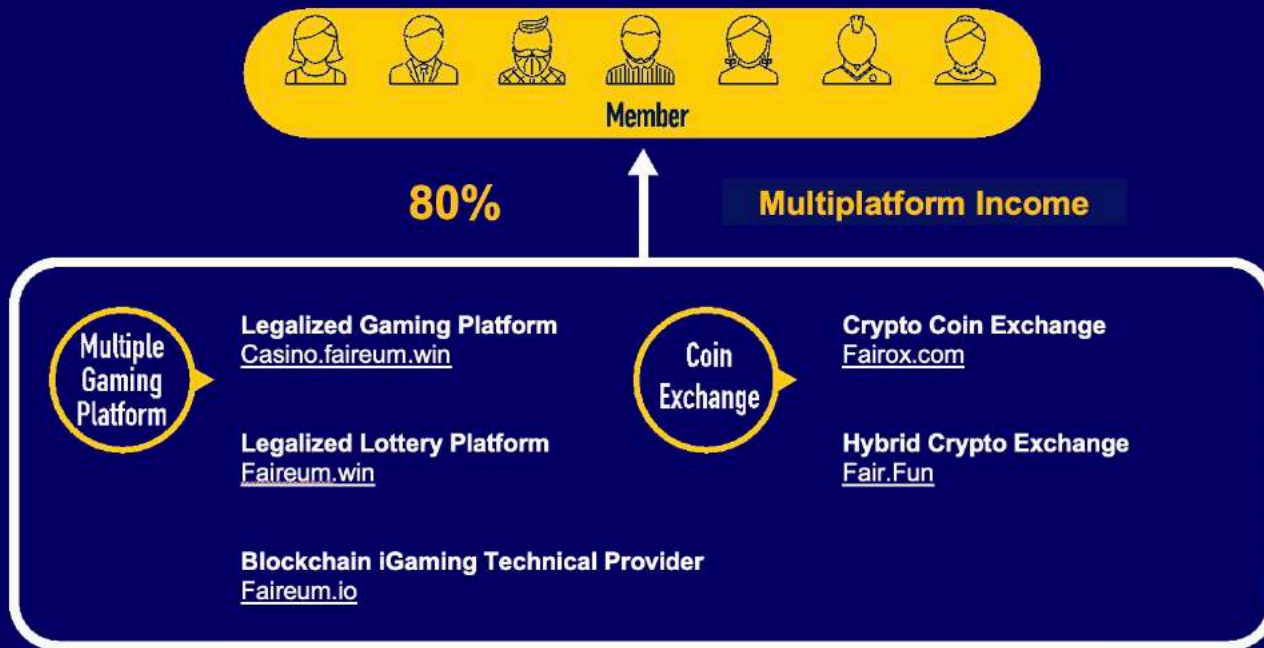 Member
80%
Multiplatform Income
Multiple
Gaming
Platform
Legalized Gaming Platform
Casino.faireum.win
Legalized Lottery Platform
Faireum.win
Blockchain iGaming Technical Provider
Faireum.io
Coin
Exchange
Crypto Coin Exchange
Fairox.com
Hybrid Crypto Exchange
Fair.Fun